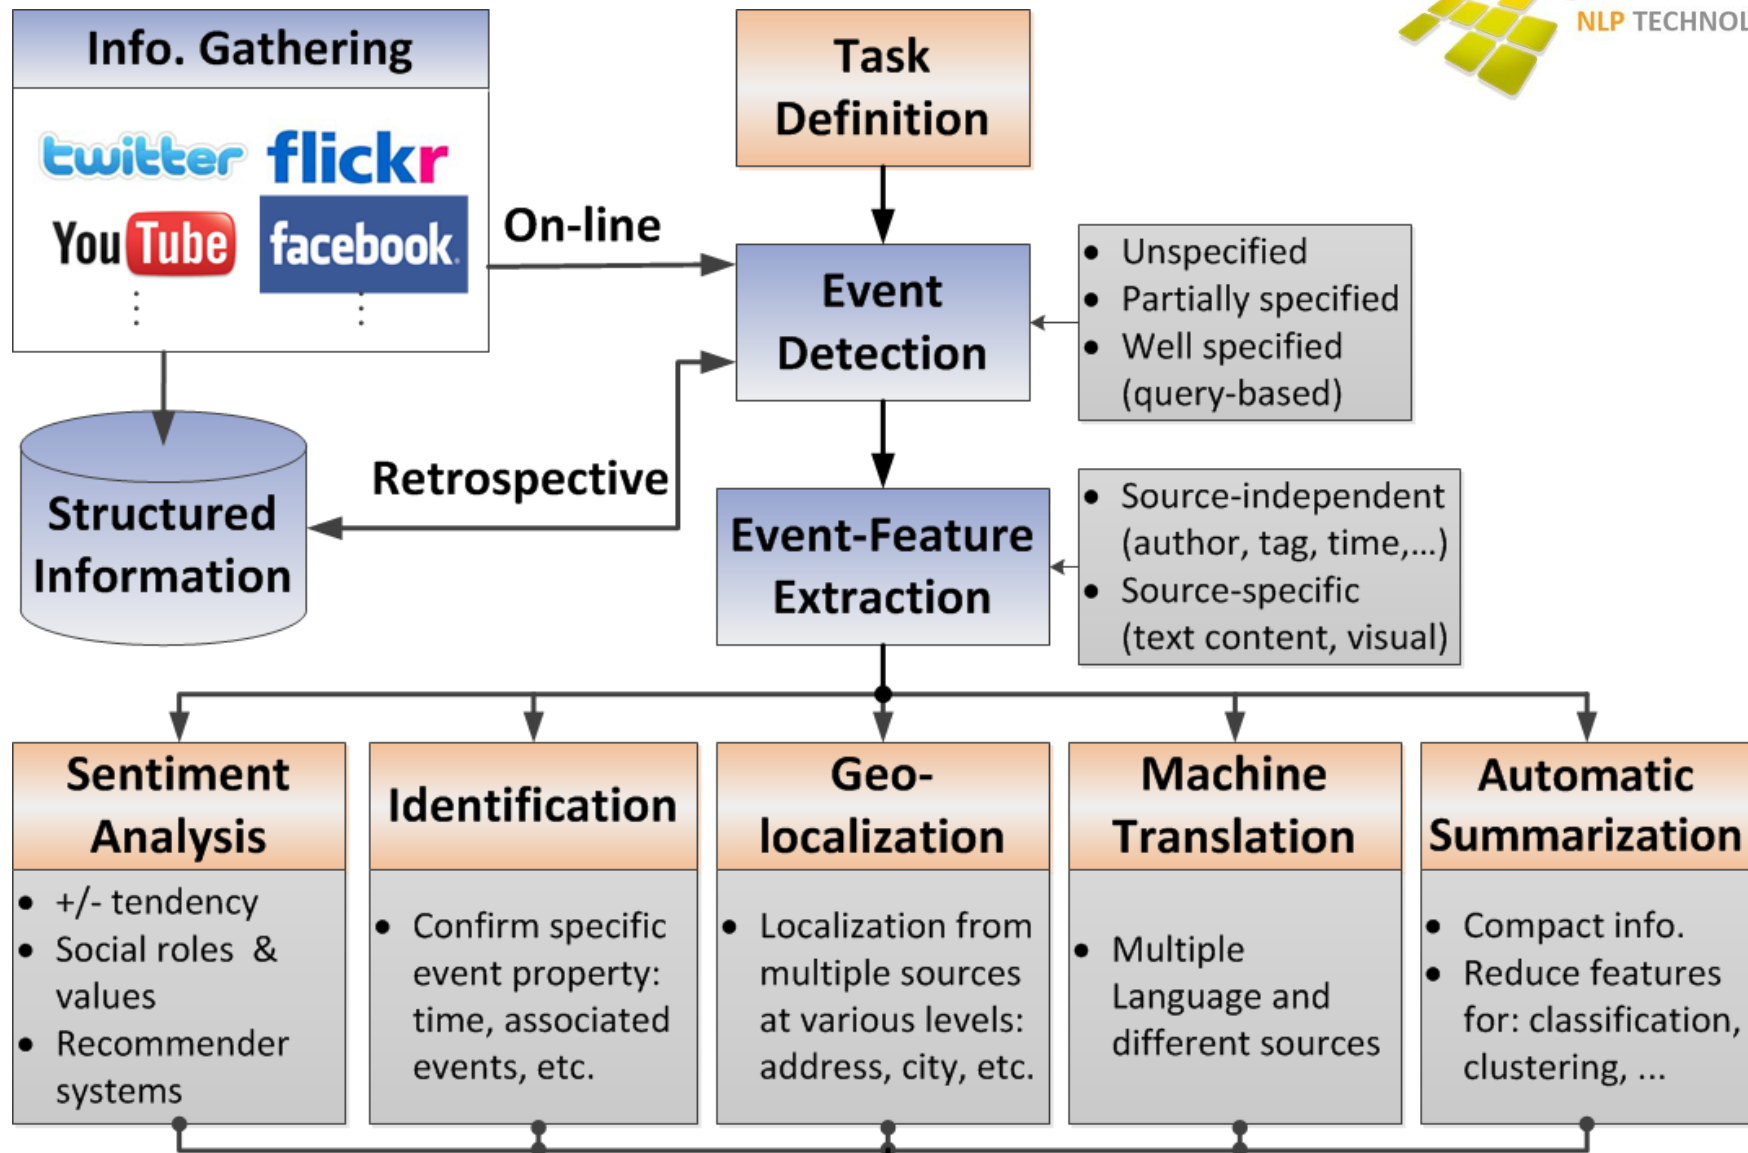 NLP TECHNOL
Info. Gathering
twitter flickr
YouTube facebook.
Task
Definition
On-line
Event
Detection
• Unspecified
• Partially specified
• Well specified
(query-based)
Retrospective
Structured
Information
Event-Feature
Extraction
• Source-independent
(author, tag, time,...)
• Source-specific
(text content, visual)
Sentiment
Analysis
• +/- tendency
• Social roles & 
values
• Recommender
systems
Identification
• Confirm specific
event property:
time, associated
events, etc.
Geo-
localization
• Localization from
multiple sources
at various levels:
address, city, etc.
Machine
Translation
• Multiple
Language and
different sources
Automatic
Summarization
• Compact info.
• Reduce features
for: classification,
clustering, ...